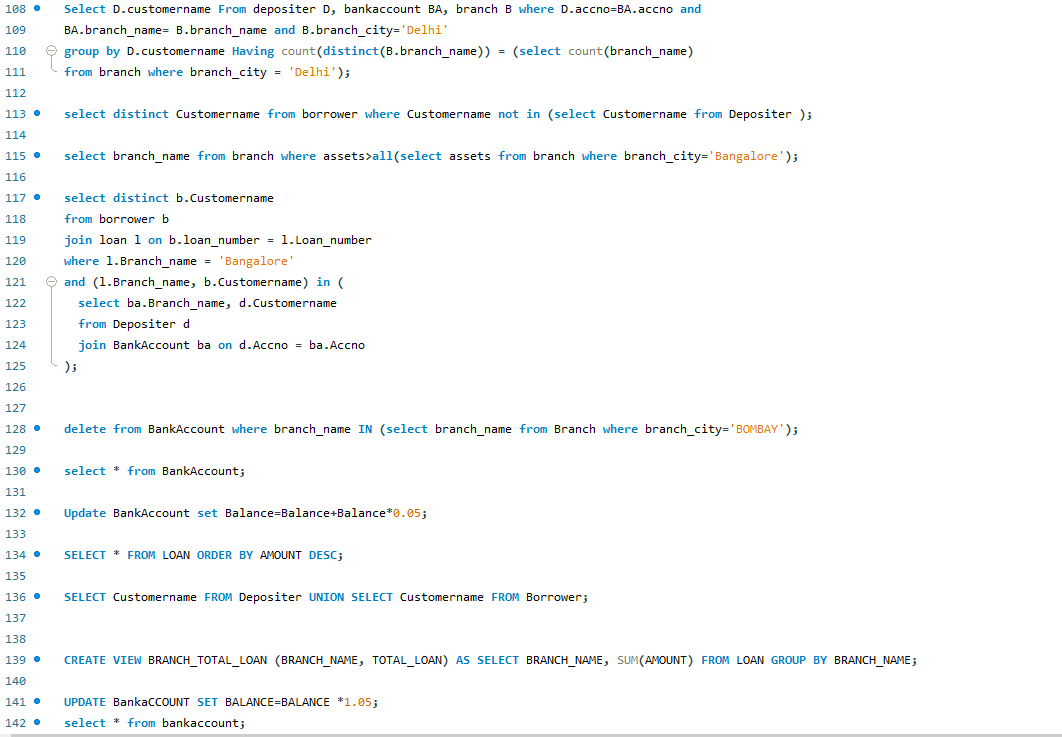 108 Select D.customername From depositer D, bankaccount BA, branch B where D.accno=BA.accno and
109 BA.branch_name= B.branch_name and B.branch_city='Delhi'
110 group by D.customername Having count(distinct(B.branch_name)) = (select count(branch_name)
111 from branch where branch_city = 'Delhi');
112
113 select distinct Customername from borrower where Customername not in (select Customername from Depositer );
114
115 select branch_name from branch where assets>all(select assets from branch where branch_city='Bangalore');
116
117 select distinct b.Customername
118 from borrower b
119 join loan l on b.loan_number = l.Loan_number
120 where l.Branch_name = 'Bangalore'
121 and (l.Branch_name, b.Customername) in (
122 select ba.Branch_name, d.Customername
123 from Depositer d
124 join BankAccount ba on d.Accno = ba.Accno
125 );
126
127
128 delete from BankAccount where branch_name IN (select branch_name from Branch where branch_city='BOMBAY');
129
130 select * from BankAccount;
131
132 Update BankAccount set Balance=Balance+Balance*0.05;
133
134 SELECT * FROM LOAN ORDER BY AMOUNT DESC;
135
136 SELECT Customername FROM Depositer UNION SELECT Customername FROM Borrower;
137
138
139 CREATE VIEW BRANCH_TOTAL_LOAN (BRANCH_NAME, TOTAL_LOAN) AS SELECT BRANCH_NAME, SUM(AMOUNT) FROM LOAN GROUP BY BRANCH_NAME;
140
141 UPDATE BankaCCOUNT SET BALANCE=BALANCE *1.05;
142 select * from bankaccount;